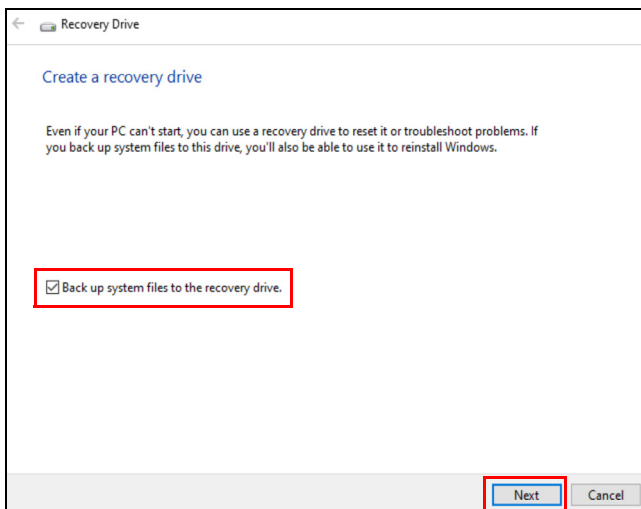 Recovery Drive
Create a recovery drive
Even if your PC can't start, you can use a recovery drive to reset it or troubleshoot problems. If
you back up system files to this drive, you'll also be able to use it to reinstall Windows.
Back up system files to the recovery drive.
Next
Cancel